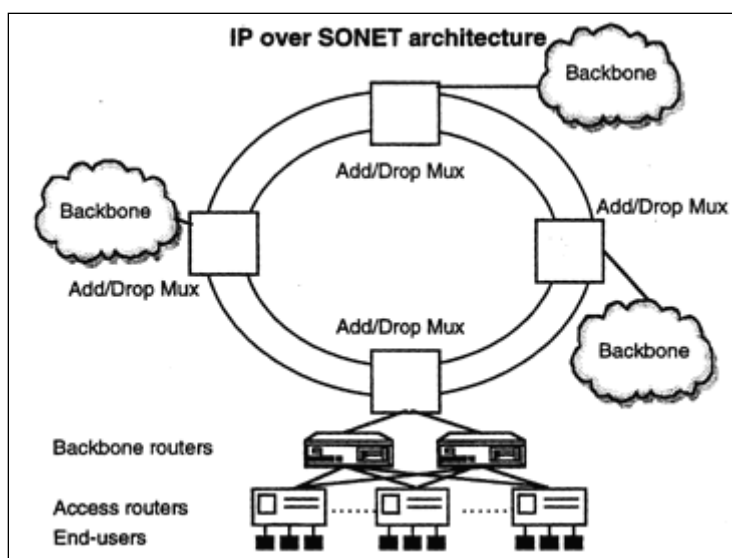 IP over SONET architecture
Backbone
Add/Drop Mux
Backbone
Add/Drop Mux
Add/Drop Mux
Add/Drop Mux
Backbone
Backbone routers
Access routers
End-users